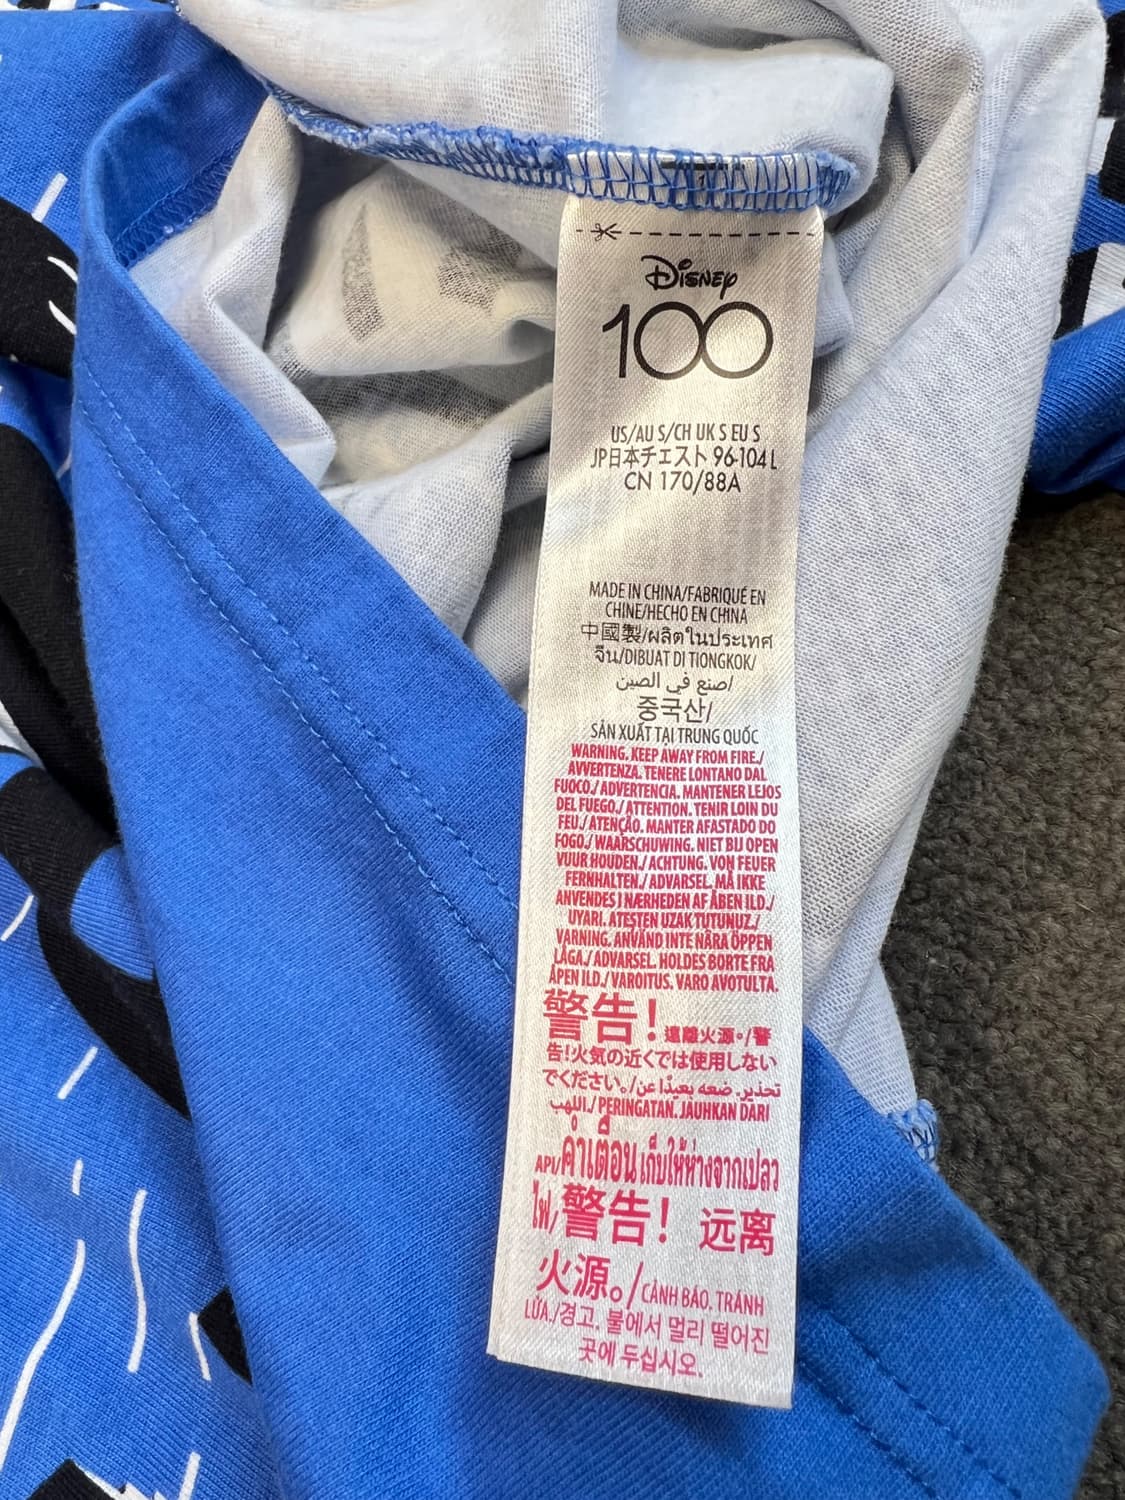 Disney
100
US/AU S/CH UK S EU S
JP日本チェスト 96-104 L
CN 170/88A
MADE IN CHINA/FABRIQUÉ EN
CHINE/HECHO EN CHINA
中國製/ผลิตในประเทศ
จีน/DIBUAT DI TIONGKOK/
صنع في الصين/
중국산/
SẢN XUẤT TẠI TRUNG QUỐC
WARNING. KEEP AWAY FROM FIRE./
AVVERTENZA. TENERE LONTANO DAL
FUOCO./ ADVERTENCIA. MANTENER LEJOS
DEL FUEGO./ ATTENTION. TENIR LOIN DU
FEU./ ATENÇÃO. MANTER AFASTADO DO
FOGO./ WAARSCHUWING. NIET BIJ OPEN
VUUR HOUDEN./ ACHTUNG. VON FEUER
FERNHALTEN./ ADVARSEL. MÅ IKKE
ANVENDES I NÆRHEDEN AF ÅBEN ILD./
UYARI. ATEŞTEN UZAK TUTUNUZ./
VARNING. ANVÄND INTE NÄRA ÖPPEN
LÅGA./ ADVARSEL. HOLDES BORTE FRA
ÅPEN ILD./ VAROITUS. VARO AVOTULTA.
警告！遠離火源。/警
告!火気の近くでは使用しない
でください。/تحذير. ضعه بعيدًا عن
اللهب./ PERINGATAN. JAUHKAN DARI
API/คำเตือน เก็บให้ห่างจากเปลว
ไฟ/警告！ 远离
火源。/CẢNH BÁO. TRÁNH
LỬA./경고. 불에서 멀리 떨어진
곳에 두십시오.